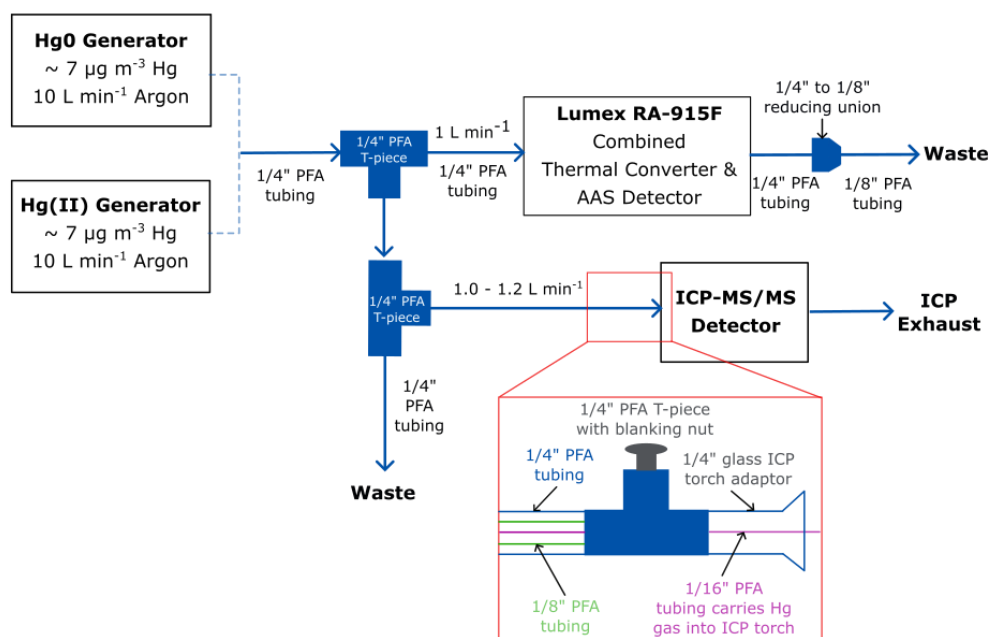 Hg0 Generator
~ 7 µg m⁻³ Hg
10 L min⁻¹ Argon
Hg(II) Generator
~ 7 µg m⁻³ Hg
10 L min⁻¹ Argon
1/4" PFA
tubing
1/4" PFA
T-piece
1 L min⁻¹
1/4" PFA
tubing
Lumex RA-915F
Combined
Thermal Converter &
AAS Detector
1/4" to 1/8"
reducing union
1/4" PFA
tubing
1/8" PFA
tubing
Waste
1/4" PFA
T-piece
1.0 - 1.2 L min⁻¹
ICP-MS/MS
Detector
ICP
Exhaust
1/4"
PFA
tubing
Waste
1/4" PFA T-piece
with blanking nut
1/4" PFA
tubing
1/4" glass ICP
torch adaptor
1/8" PFA
tubing
1/16" PFA
tubing carries Hg
gas into ICP torch